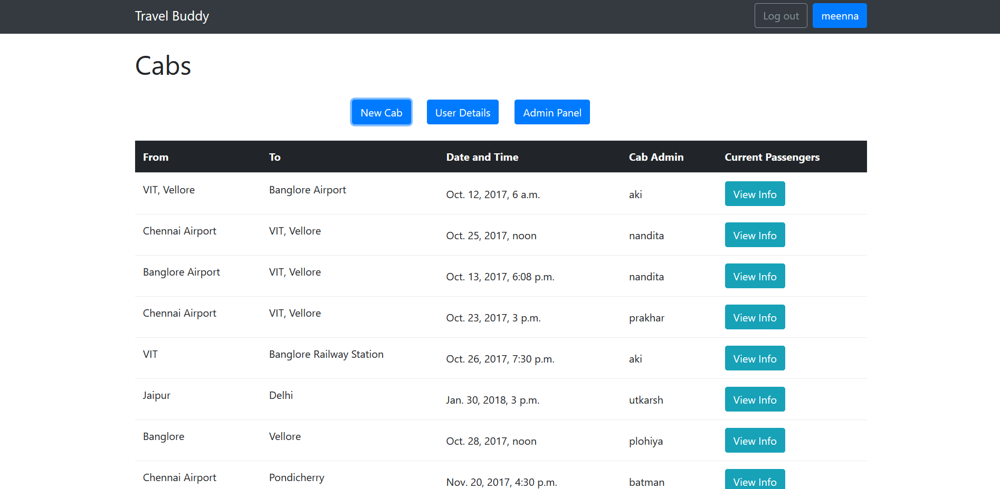 Travel Buddy Log out meenna
Cabs
New Cab User Details Admin Panel
From To Date and Time Cab Admin Current Passengers
VIT, Vellore Banglore Airport Oct. 12, 2017, 6 a.m. aki View Info
Chennai Airport VIT, Vellore Oct. 25, 2017, noon nandita View Info
Banglore Airport VIT, Vellore Oct. 13, 2017, 6:08 p.m. nandita View Info
Chennai Airport VIT, Vellore Oct. 23, 2017, 3 p.m. prakhar View Info
VIT Banglore Railway Station Oct. 26, 2017, 7:30 p.m. aki View Info
Jaipur Delhi Jan. 30, 2018, 3 p.m. utkarsh View Info
Banglore Vellore Oct. 28, 2017, noon plohiya View Info
Chennai Airport Pondicherry Nov. 20, 2017, 4:30 p.m. batman View Info